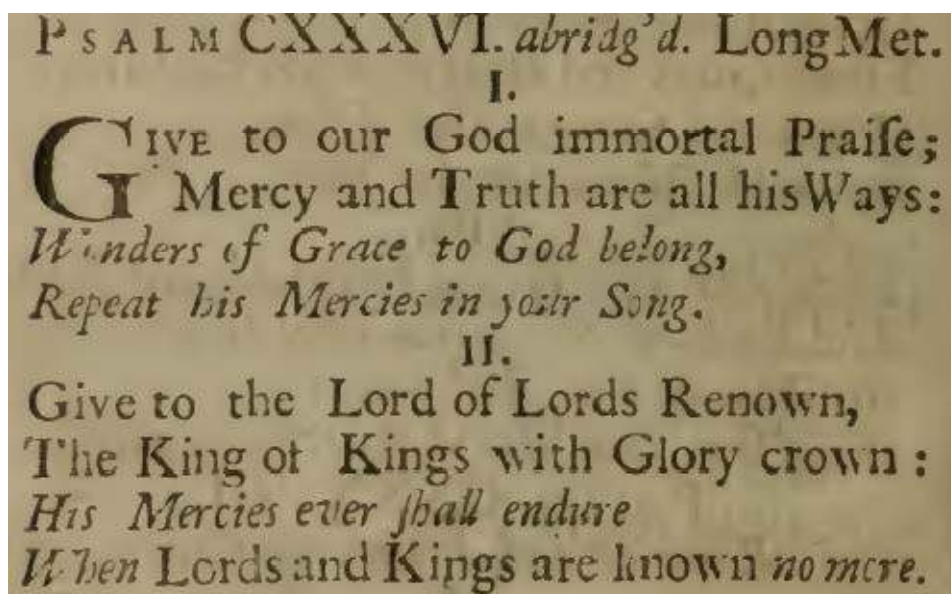 PSALM CXXXVI. abridg'd. Long Met.
I.
GIVE to our God immortal Praiſe;
Mercy and Truth are all his Ways:
Wonders of Grace to God belong,
Repeat his Mercies in your Song.
II.
Give to the Lord of Lords Renown,
The King of Kings with Glory crown:
His Mercies ever ſhall endure
When Lords and Kings are known no more.